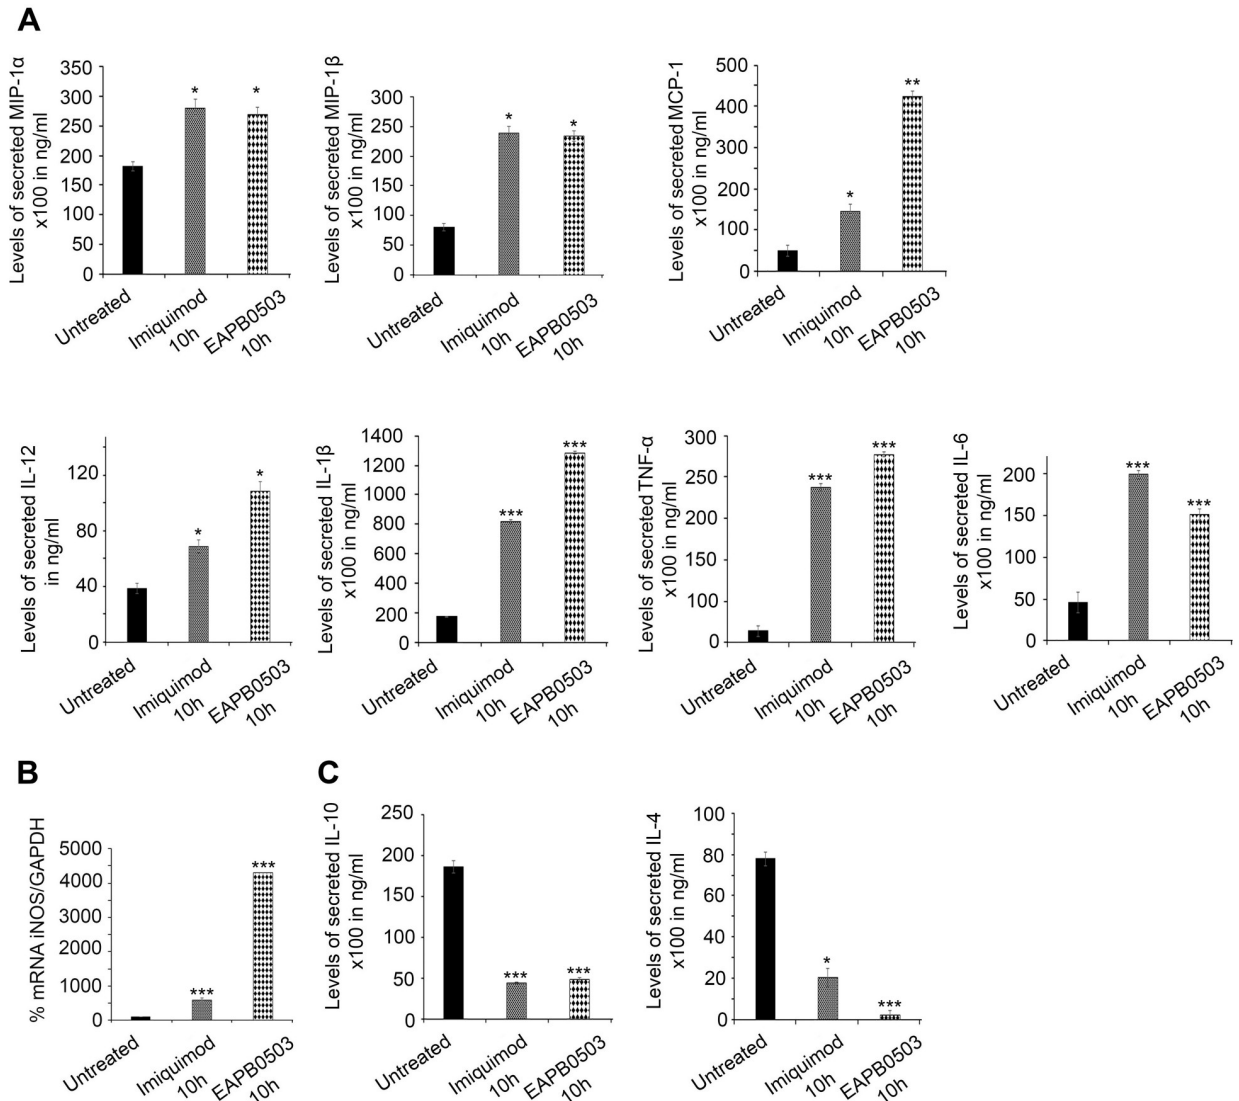 A
Levels of secreted MIP-1α
x100 in ng/ml
350
300
250
200
150
100
50
0
*
*
Untreated
Imiquimod
10h
EAPB0503
10h
Levels of secreted MIP-1β
x100 in ng/ml
300
250
200
150
100
50
0
*
*
Untreated
Imiquimod
10h
EAPB0503
10h
Levels of secreted MCP-1
x100 in ng/ml
500
400
300
200
100
0
*
**
Untreated
Imiquimod
10h
EAPB0503
10h
Levels of secreted IL-12
in ng/ml
120
80
40
0
*
*
Untreated
Imiquimod
10h
EAPB0503
10h
Levels of secreted IL-1β
x100 in ng/ml
1400
1200
1000
800
600
400
200
0
***
***
Untreated
Imiquimod
10h
EAPB0503
10h
Levels of secreted TNF-α
x100 in ng/ml
300
250
200
250
100
0
***
***
Untreated
Imiquimod
10h
EAPB0503
10h
Levels of secreted IL-6
x100 in ng/ml
200
150
100
50
0
***
***
Untreated
Imiquimod
10h
EAPB0503
10h
B
% mRNA iNOS/GAPDH
5000
4000
3000
2000
1000
0
***
***
Untreated
Imiquimod
10h
EAPB0503
10h
C
Levels of secreted IL-10
x100 in ng/ml
250
200
150
100
50
0
***
***
Untreated
Imiquimod
10h
EAPB0503
10h
Levels of secreted IL-4
x100 in ng/ml
80
80
60
40
20
0
*
***
Untreated
Imiquimod
10h
EAPB0503
10h